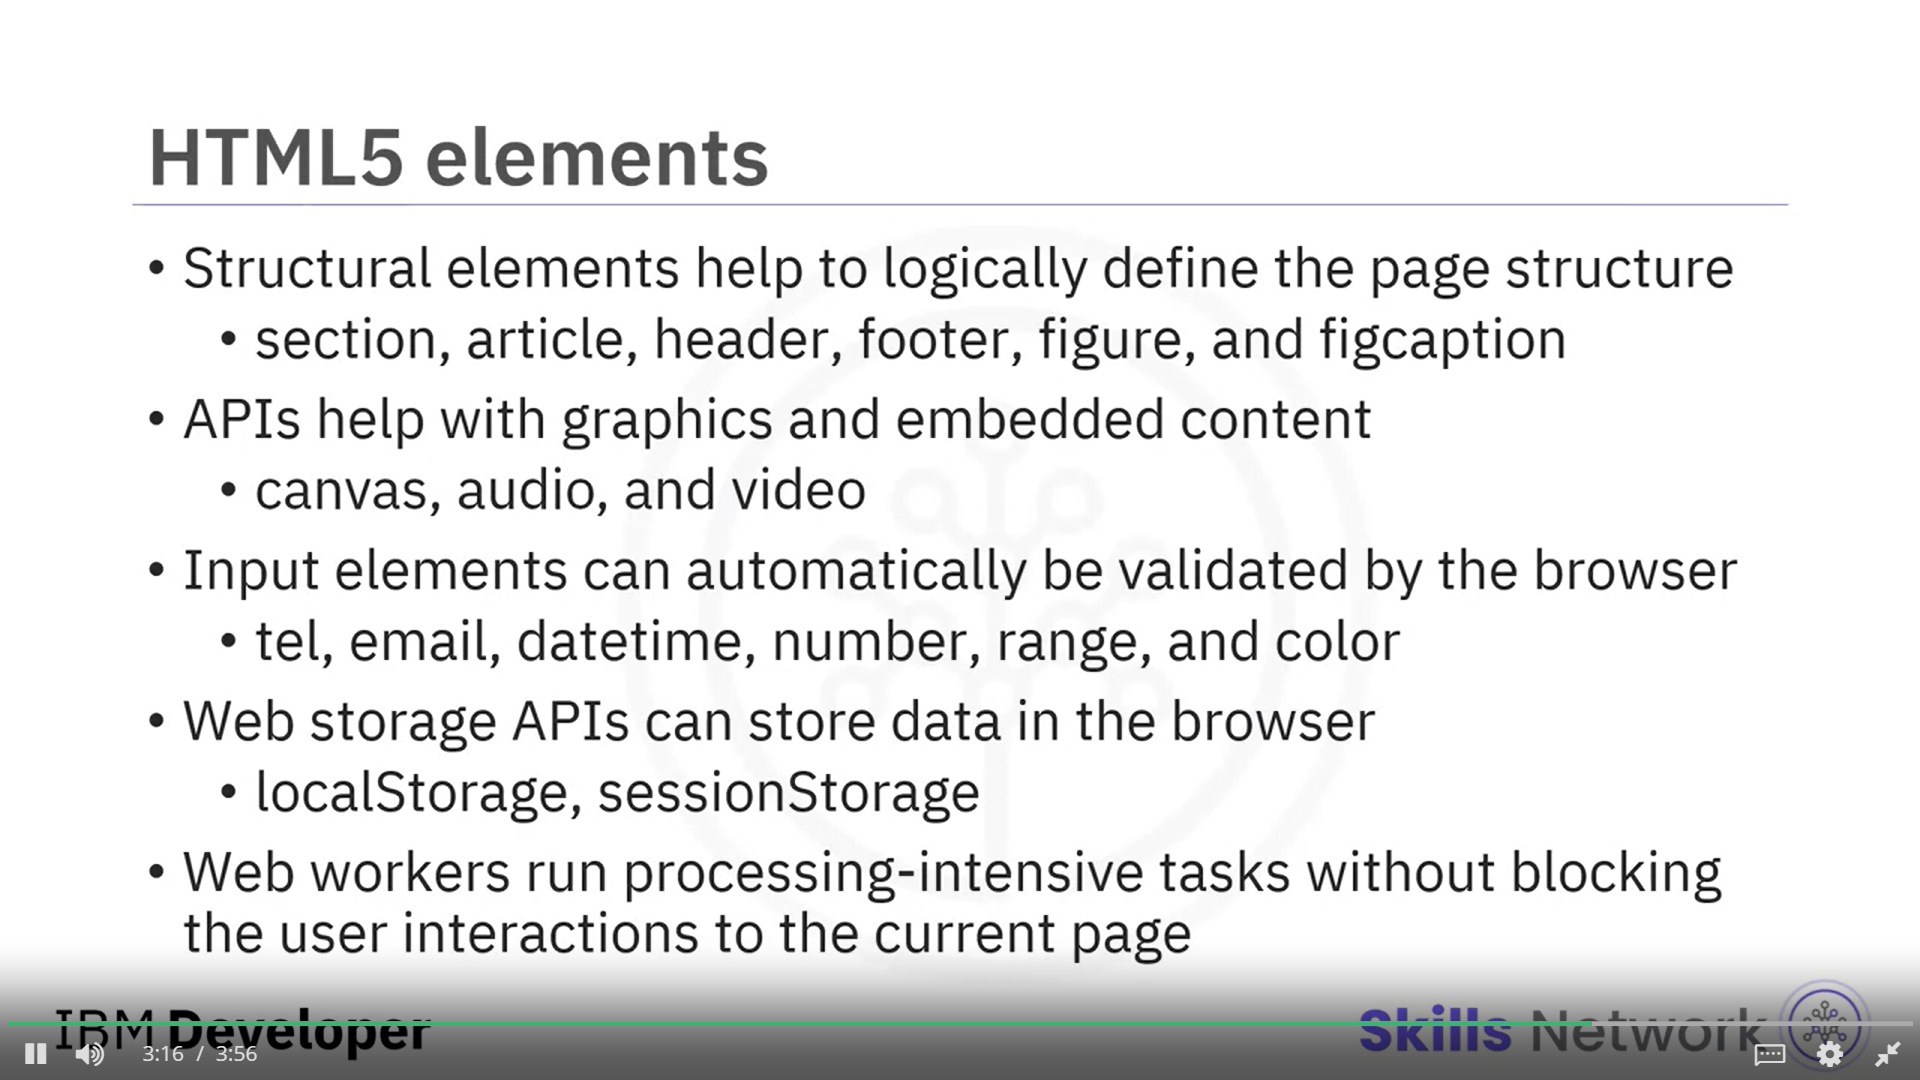 HTML5 elements
• Structural elements help to logically define the page structure
• section, article, header, footer, figure, and figcaption
• APIs help with graphics and embedded content
• canvas, audio, and video
• Input elements can automatically be validated by the browser
• tel, email, datetime, number, range, and color
• Web storage APIs can store data in the browser
• localStorage, sessionStorage
• Web workers run processing-intensive tasks without blocking
the user interactions to the current page
IBM Developer
Skills Network
3:16 / 3:56